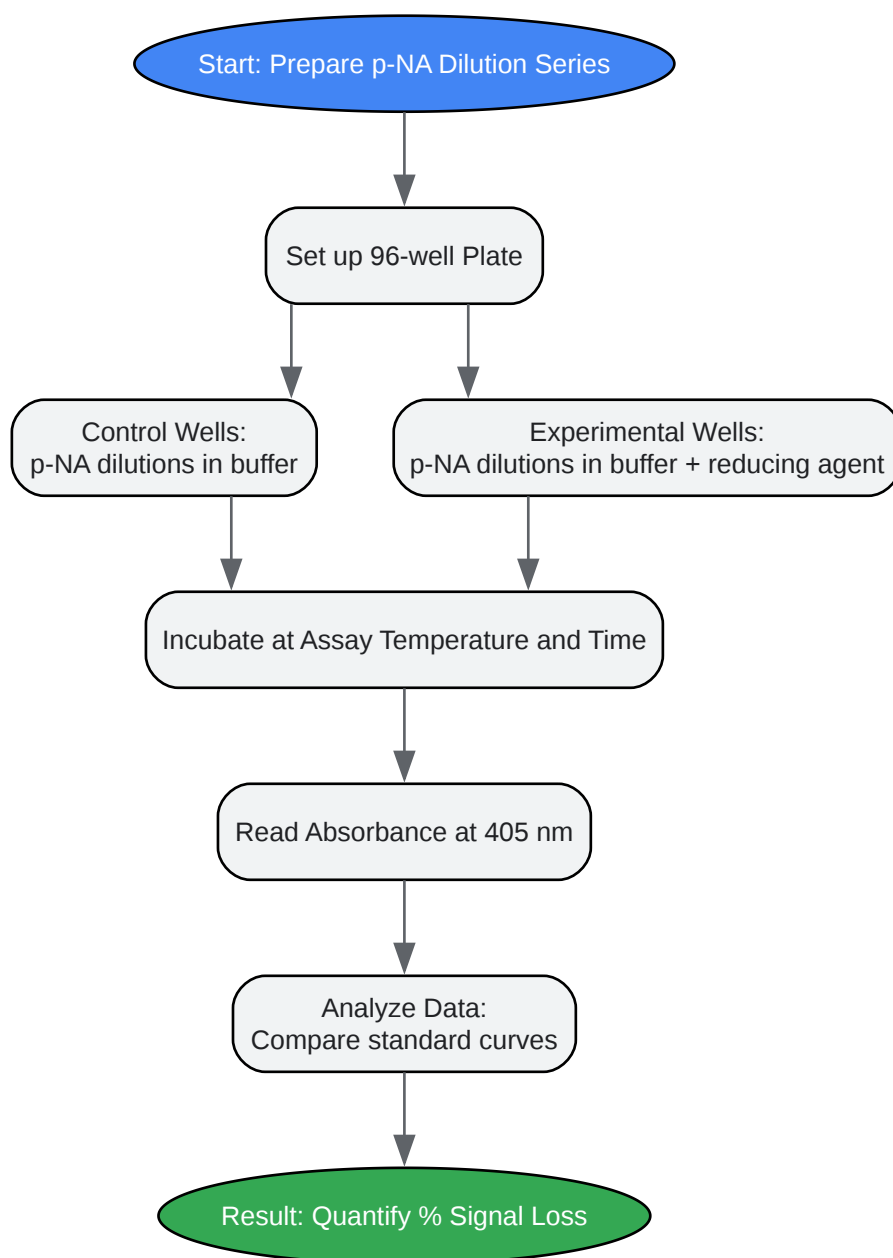 Start: Prepare p-NA Dilution Series
Set up 96-well Plate
Control Wells:
p-NA dilutions in buffer
Experimental Wells:
p-NA dilutions in buffer + reducing agent
Incubate at Assay Temperature and Time
Read Absorbance at 405 nm
Analyze Data:
Compare standard curves
Result: Quantify % Signal Loss